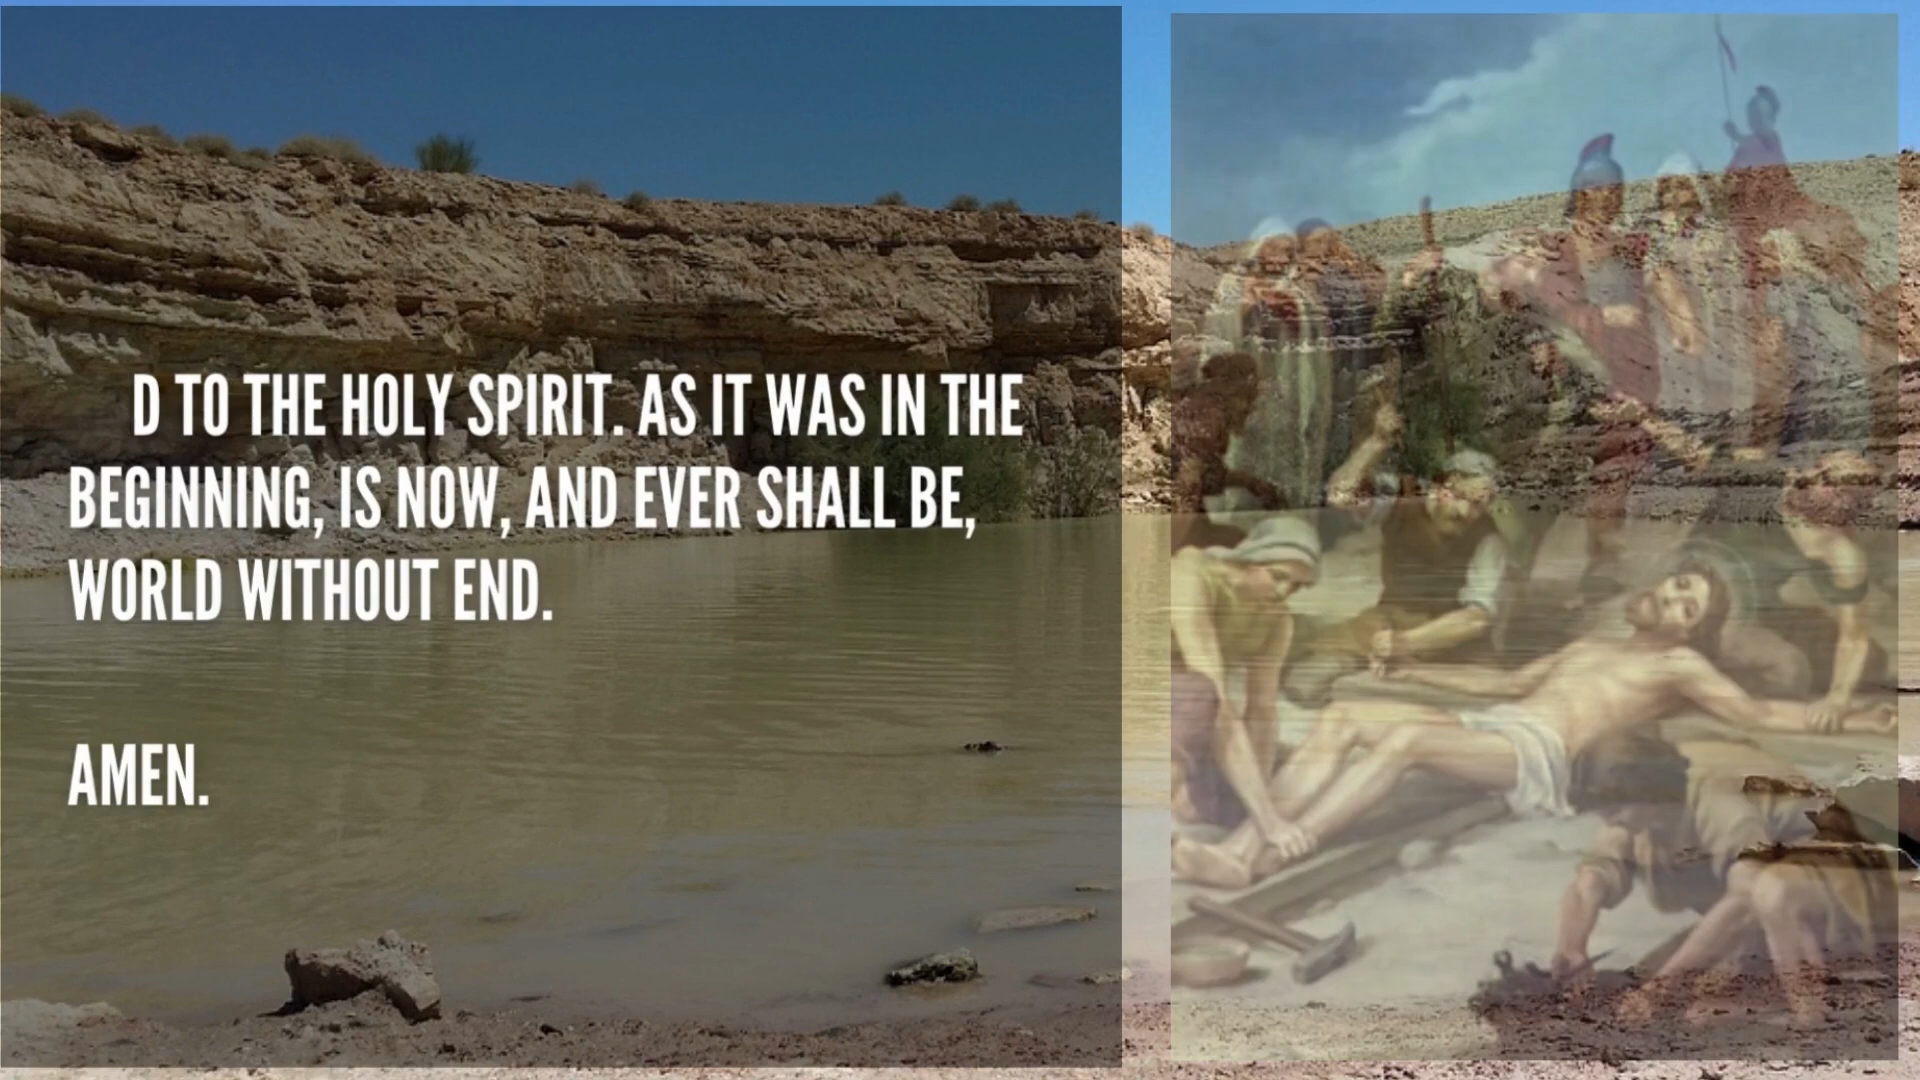 D TO THE HOLY SPIRIT. AS IT WAS IN THE
BEGINNING, IS NOW, AND EVER SHALL BE,
WORLD WITHOUT END.
AMEN.